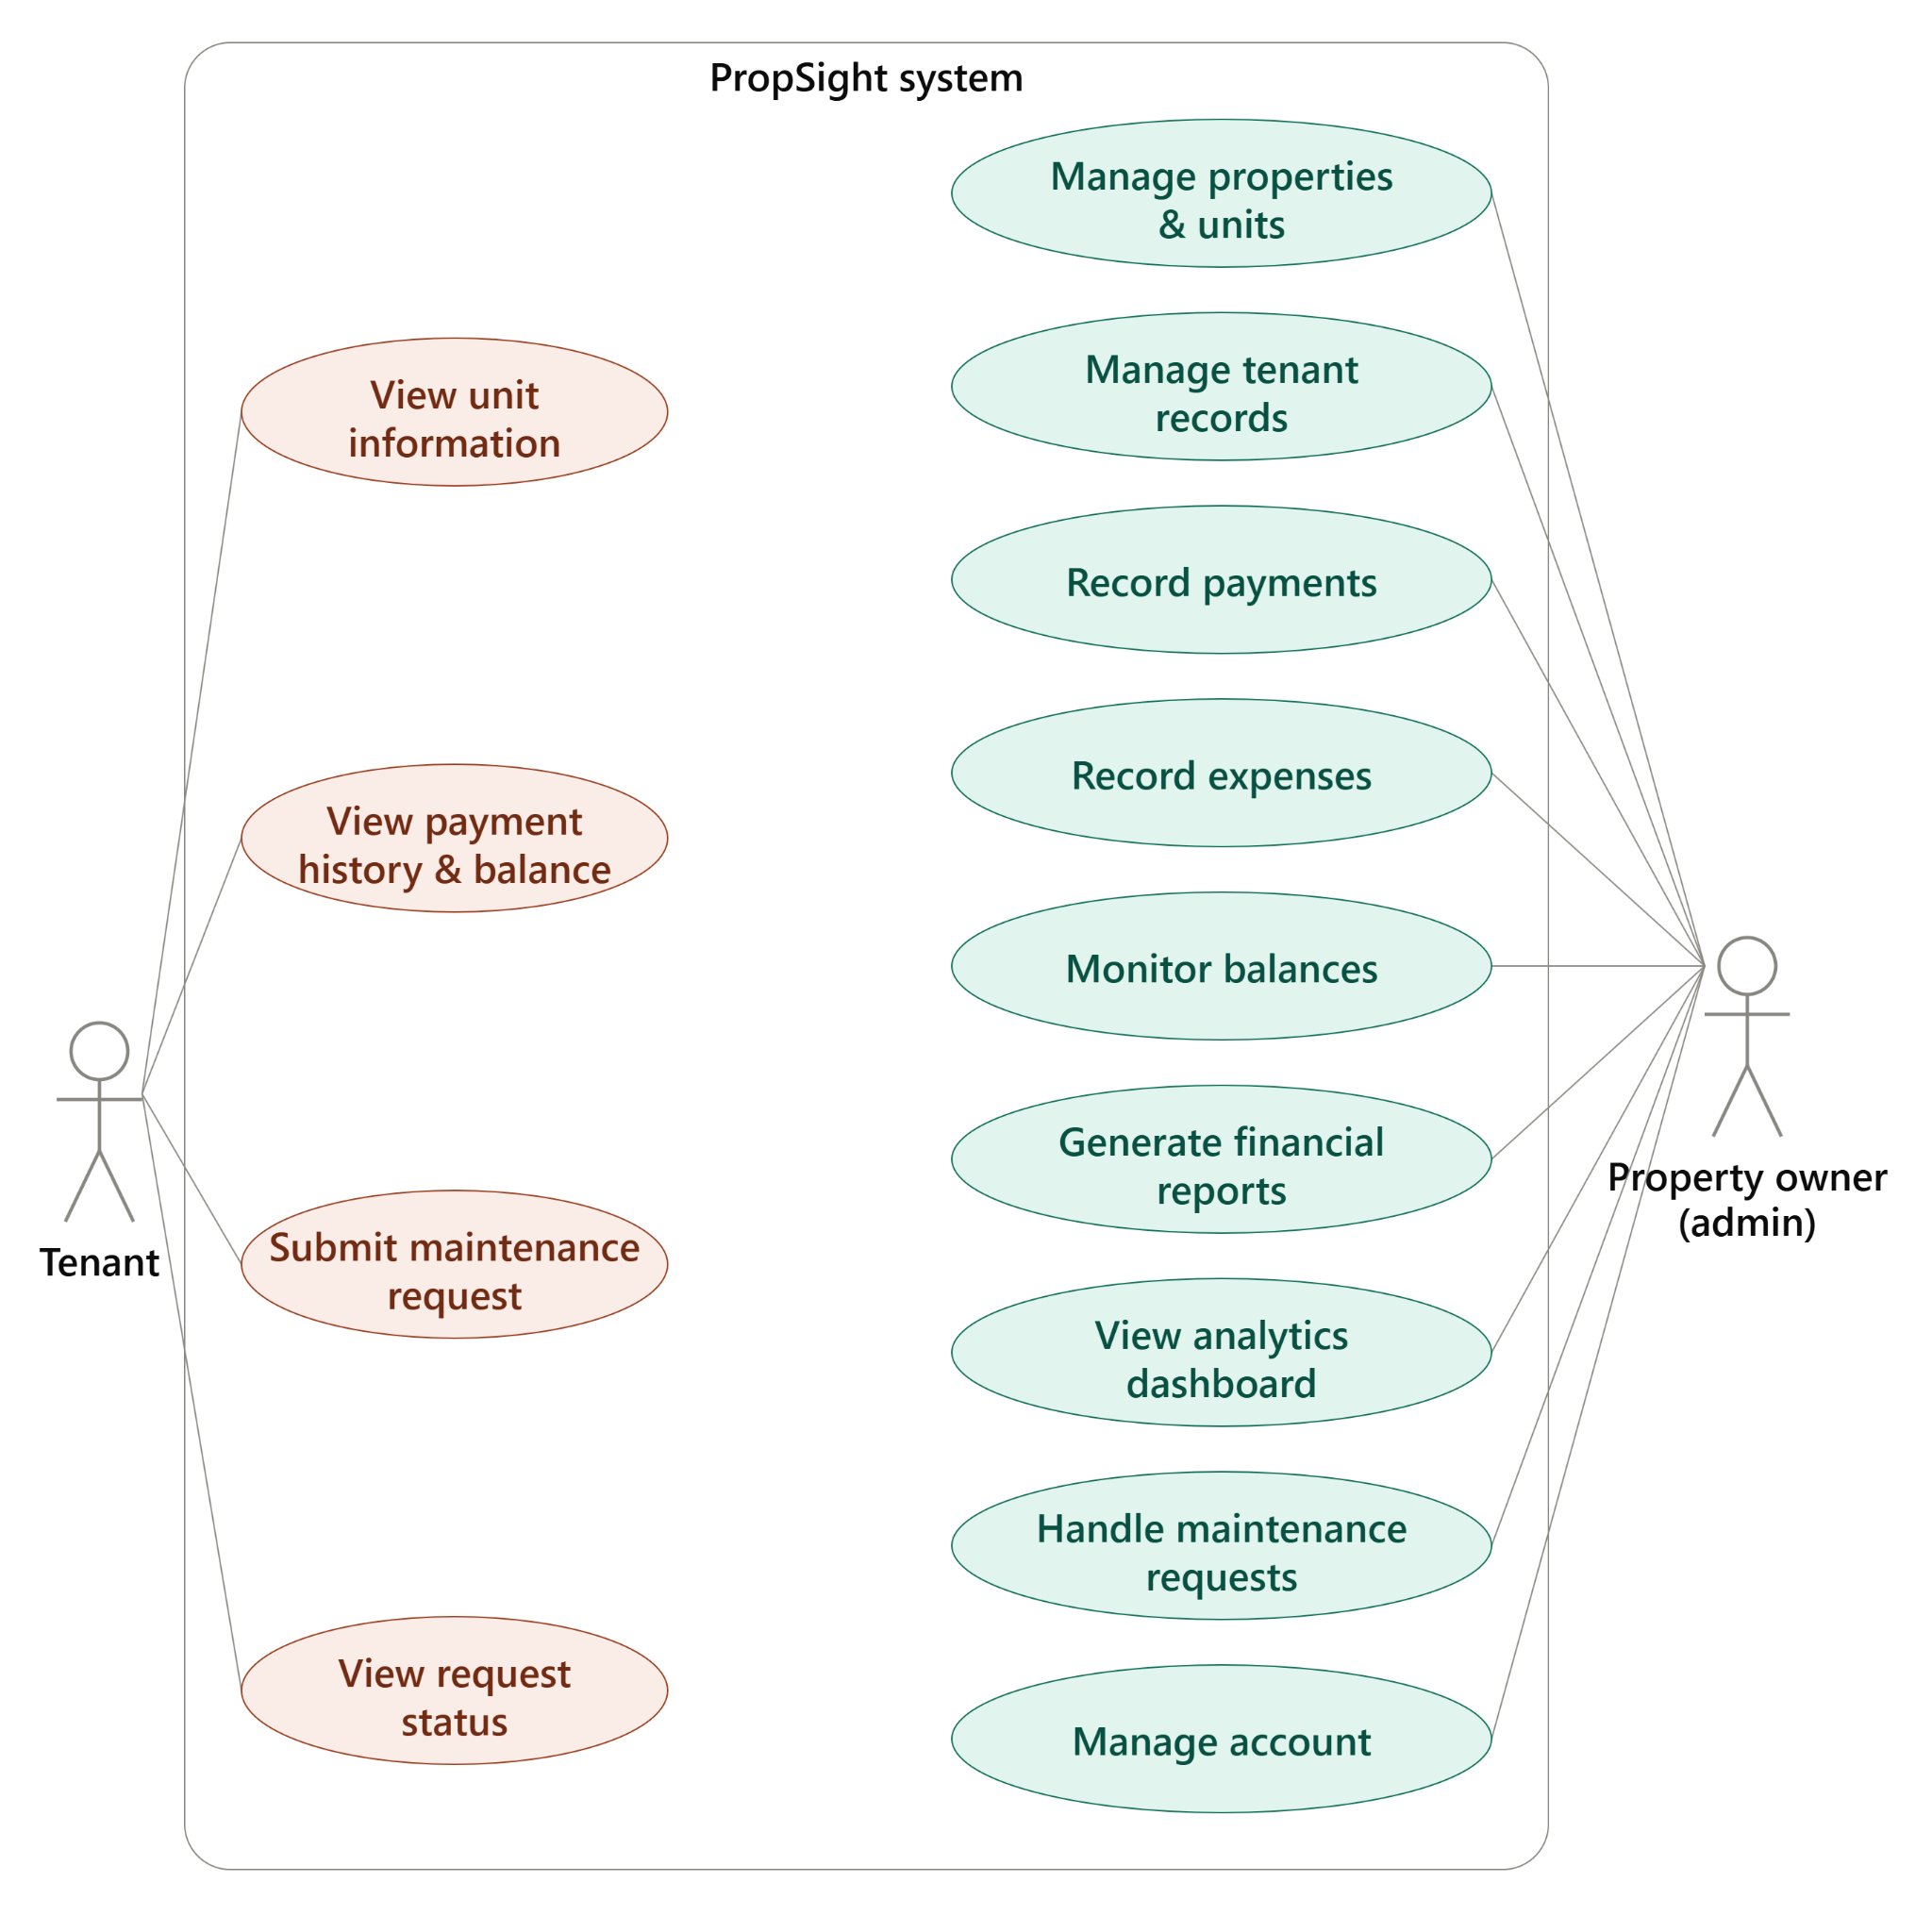 PropSight system
Manage properties
& units
View unit
information
Manage tenant
records
Record payments
View payment
history & balance
Record expenses
Monitor balances
Submit maintenance
request
Tenant
Generate financial
reports
Property owner
(admin)
View analytics
dashboard
Handle maintenance
requests
View request
status
Manage account